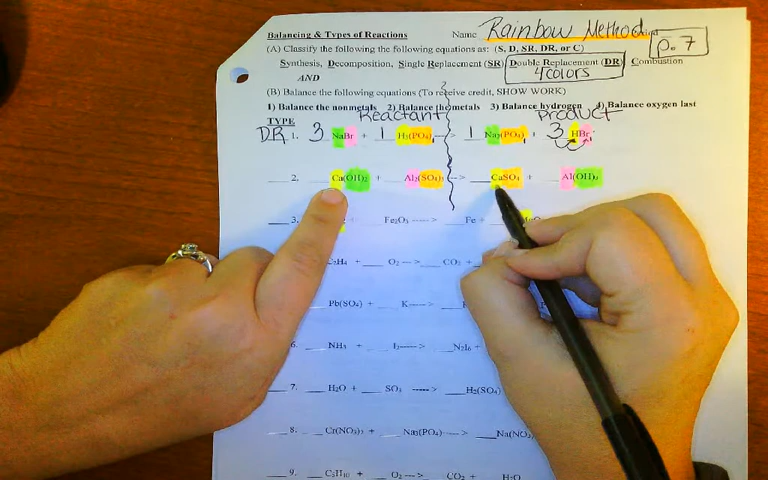 Balancing & Types of Reactions Name Rainbow Method
p. 7
(A) Classify the following the following equations as: (S, D, SR, DR, or C)
Synthesis, Decomposition, Single Replacement (SR) Double Replacement (DR) Combustion
AND 4 colors
(B) Balance the following equations (To receive credit, SHOW WORK)
1) Balance the nonmetals 2) Balance the metals 3) Balance hydrogen 4) Balance oxygen last
Reactant Product
TYPE
DR 1. 3 NaBr + 1 H₃(PO₄) > 1 Na₃(PO₄) + 3 HBr
2. Ca(OH)₂ + Al₂(SO₄)₃ > CaSO₄ + Al(OH)₃
3. + Fe₂O₃ -----> Fe +
+ O₂ > CO₂ +
Pb(SO₄) + K---->
6. NH₃ + I₂----> N₂I₆ +
7. H₂O + SO₃ -----> H₂(SO₄)
8. Cr(NO₃)₂ + Na₃(PO₄)----> Na(NO₃)
9. C₅H₁₀ + O₂---> CO₂ + H₂O